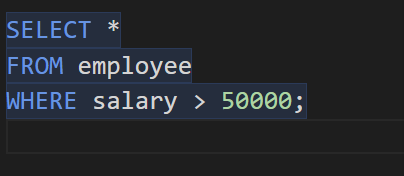 SELECT *
FROM employee
WHERE salary > 50000;